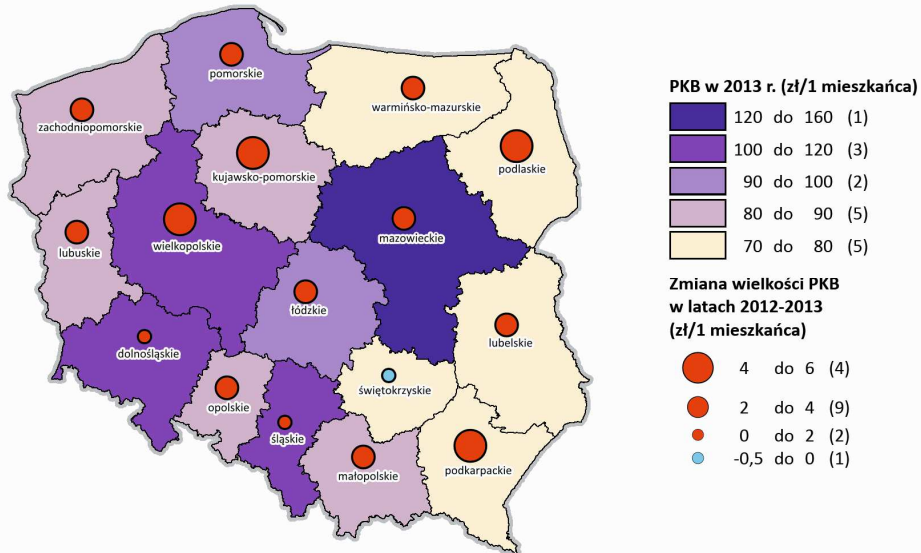 pomorskie
warmińsko-mazurskie
zachodniopomorskie
podlaskie
kujawsko-pomorskie
mazowieckie
wielkopolskie
lubuskie
łódzkie
lubelskie
dolnośląskie
świętokrzyskie
opolskie
śląskie
małopolskie
podkarpackie
PKB w 2013 r. (zł/1 mieszkańca)
120 do 160 (1)
100 do 120 (3)
90 do 100 (2)
80 do 90 (5)
70 do 80 (5)
Zmiana wielkości PKB
w latach 2012-2013
(zł/1 mieszkańca)
4 do 6 (4)
2 do 4 (9)
0 do 2 (2)
-0,5 do 0 (1)